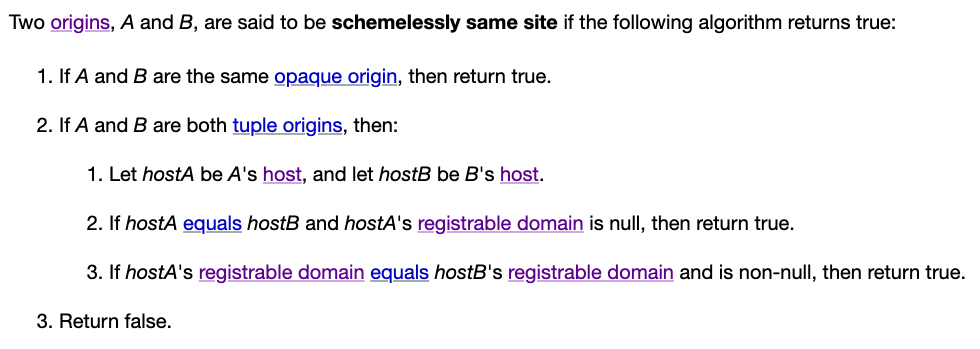 Two origins, A and B, are said to be schemelessly same site if the following algorithm returns true:
1. If A and B are the same opaque origin, then return true.
2. If A and B are both tuple origins, then:
1. Let hostA be A's host, and let hostB be B's host.
2. If hostA equals hostB and hostA's registrable domain is null, then return true.
3. If hostA's registrable domain equals hostB's registrable domain and is non-null, then return true.
3. Return false.